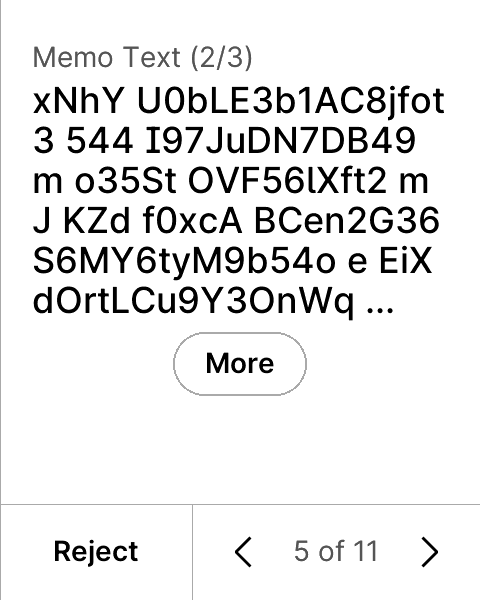 Memo Text (2/3)
xNhY U0bLE3b1AC8jfot
3 544 I97JuDN7DB49
m o35St OVF56lXft2 m
J KZd f0xcA BCen2G36
S6MY6tyM9b54o e EiX
dOrtLCu9Y3OnWq ...
More
Reject
5 of 11